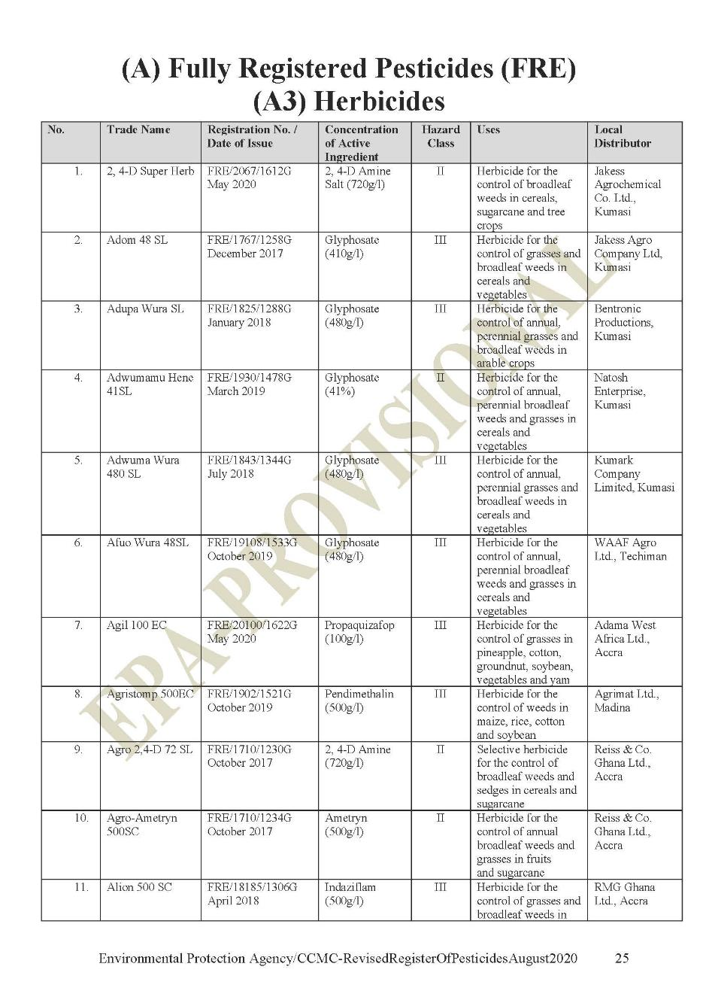 (A) Fully Registered Pesticides (FRE)
(A3) Herbicides
No. Trade Name Registration No. / Date of Issue Concentration of Active Ingredient Hazard Class Uses Local Distributor
1. 2, 4-D Super Herb FRE/2067/1612G May 2020 2, 4-D Amine Salt (720g/l) II Herbicide for the control of broadleaf weeds in cereals, sugarcane and tree crops Jakess Agrochemical Co. Ltd., Kumasi
2. Adom 48 SL FRE/1767/1258G December 2017 Glyphosate (410g/l) III Herbicide for the control of grasses and broadleaf weeds in cereals and vegetables Jakess Agro Company Ltd, Kumasi
3. Adupa Wura SL FRE/1825/1288G January 2018 Glyphosate (480g/l) III Herbicide for the control of annual, perennial grasses and broadleaf weeds in arable crops Bentronic Productions, Kumasi
4. Adwumamu Hene 41SL FRE/1930/1478G March 2019 Glyphosate (41%) II Herbicide for the control of annual, perennial broadleaf weeds and grasses in cereals and vegetables Natosh Enterprise, Kumasi
5. Adwuma Wura 480 SL FRE/1843/1344G July 2018 Glyphosate (480g/l) III Herbicide for the control of annual, perennial grasses and broadleaf weeds in cereals and vegetables Kumark Company Limited, Kumasi
6. Afuo Wura 48SL FRE/19108/1533G October 2019 Glyphosate (480g/l) III Herbicide for the control of annual, perennial broadleaf weeds and grasses in cereals and vegetables WAAF Agro Ltd., Techiman
7. Agil 100 EC FRE/20100/1622G May 2020 Propaquizafop (100g/l) III Herbicide for the control of grasses in pineapple, cotton, groundnut, soybean, vegetables and yam Adama West Africa Ltd., Accra
8. Agristomp 500EC FRE/1902/1521G October 2019 Pendimethalin (500g/l) III Herbicide for the control of weeds in maize, rice, cotton and soybean Agrimat Ltd., Madina
9. Agro 2,4-D 72 SL FRE/1710/1230G October 2017 2, 4-D Amine (720g/l) II Selective herbicide for the control of broadleaf weeds and sedges in cereals and sugarcane Reiss & Co. Ghana Ltd., Accra
10. Agro-Ametryn 500SC FRE/1710/1234G October 2017 Ametryn (500g/l) II Herbicide for the control of annual broadleaf weeds and grasses in fruits and sugarcane Reiss & Co. Ghana Ltd., Accra
11. Alion 500 SC FRE/18185/1306G April 2018 Indaziflam (500g/l) III Herbicide for the control of grasses and broadleaf weeds in RMG Ghana Ltd., Accra
EPA-PROVISIONAL
Environmental Protection Agency/CCMC-RevisedRegisterOfPesticidesAugust2020 25